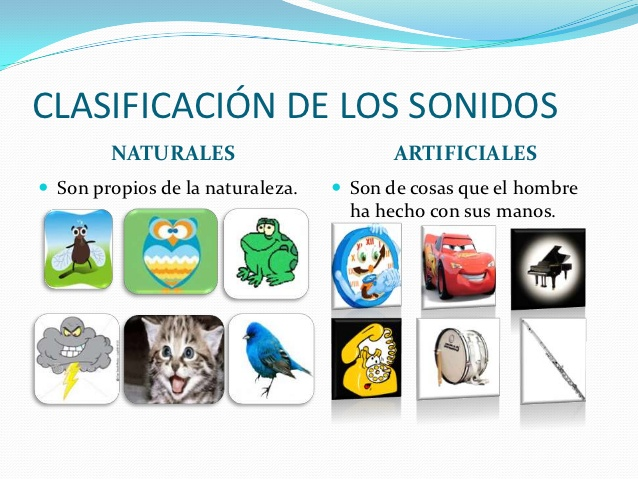 CLASIFICACIÓN DE LOS SONIDOS
NATURALES
• Son propios de la naturaleza.
ARTIFICIALES
• Son de cosas que el hombre
ha hecho con sus manos.